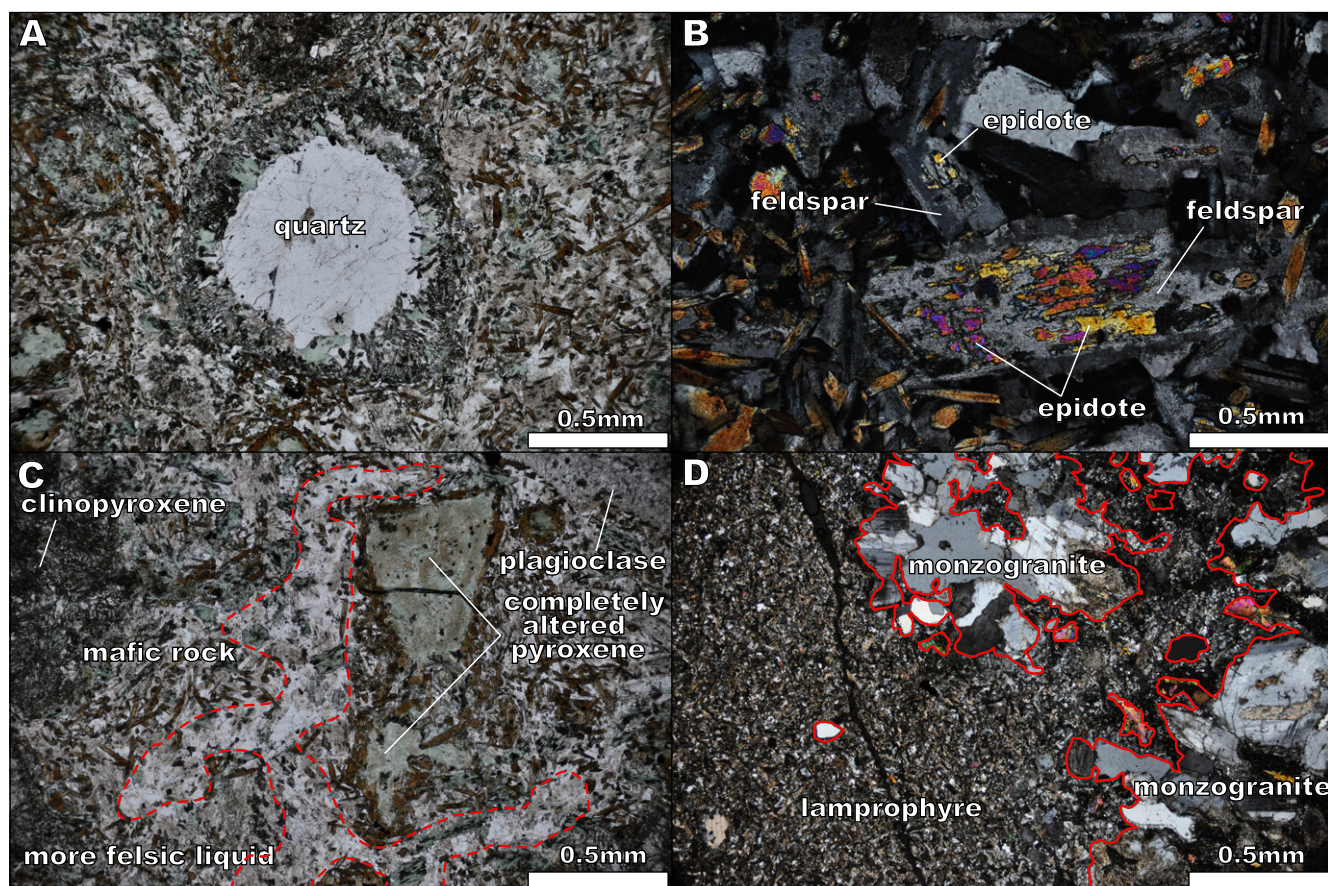 A
quartz
0.5mm
B
epidote
feldspar
feldspar
epidote
0.5mm
C
clinopyroxene
plagioclase
completely
altered
pyroxene
mafic rock
more felsic liquid
0.5mm
D
monzogranite
monzogranite
lamprophyre
0.5mm